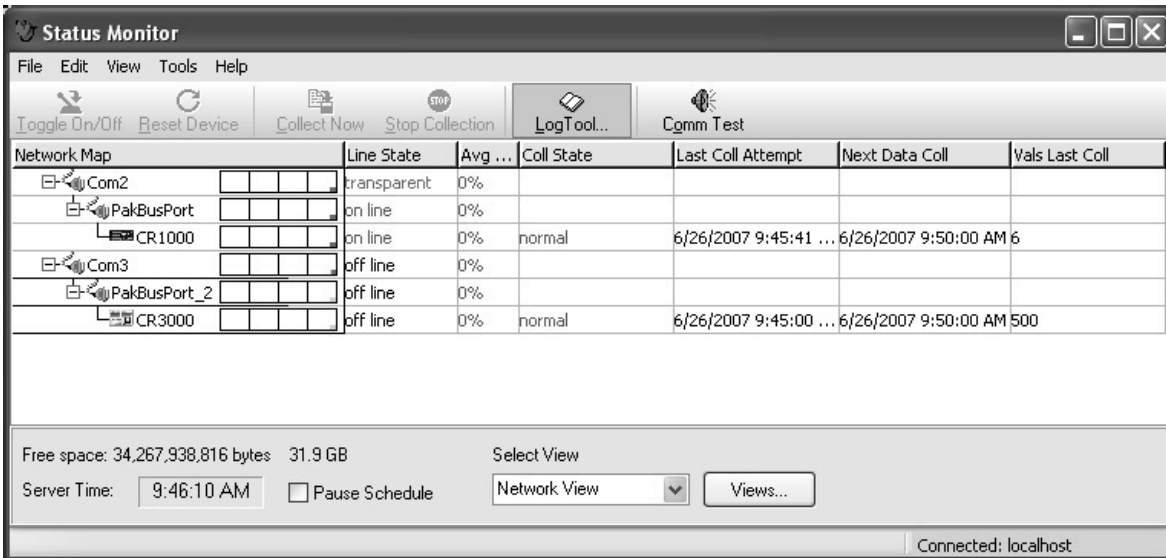 Status Monitor
File Edit View Tools Help
Toggle On/Off Reset Device Collect Now STOP Stop Collection LogTool... Comm Test
Network Map Line State Avg ... Coll State Last Coll Attempt Next Data Coll Vals Last Coll
Com2 transparent 0%
PakBusPort on line 0%
CR1000 on line 0% normal 6/26/2007 9:45:41 ... 6/26/2007 9:50:00 AM 6
Com3 off line 0%
PakBusPort_2 off line 0%
CR3000 off line 0% normal 6/26/2007 9:45:00 ... 6/26/2007 9:50:00 AM 500
Free space: 34,267,938,816 bytes 31.9 GB Select View
Server Time: 9:46:10 AM Pause Schedule Network View Views...
Connected: localhost